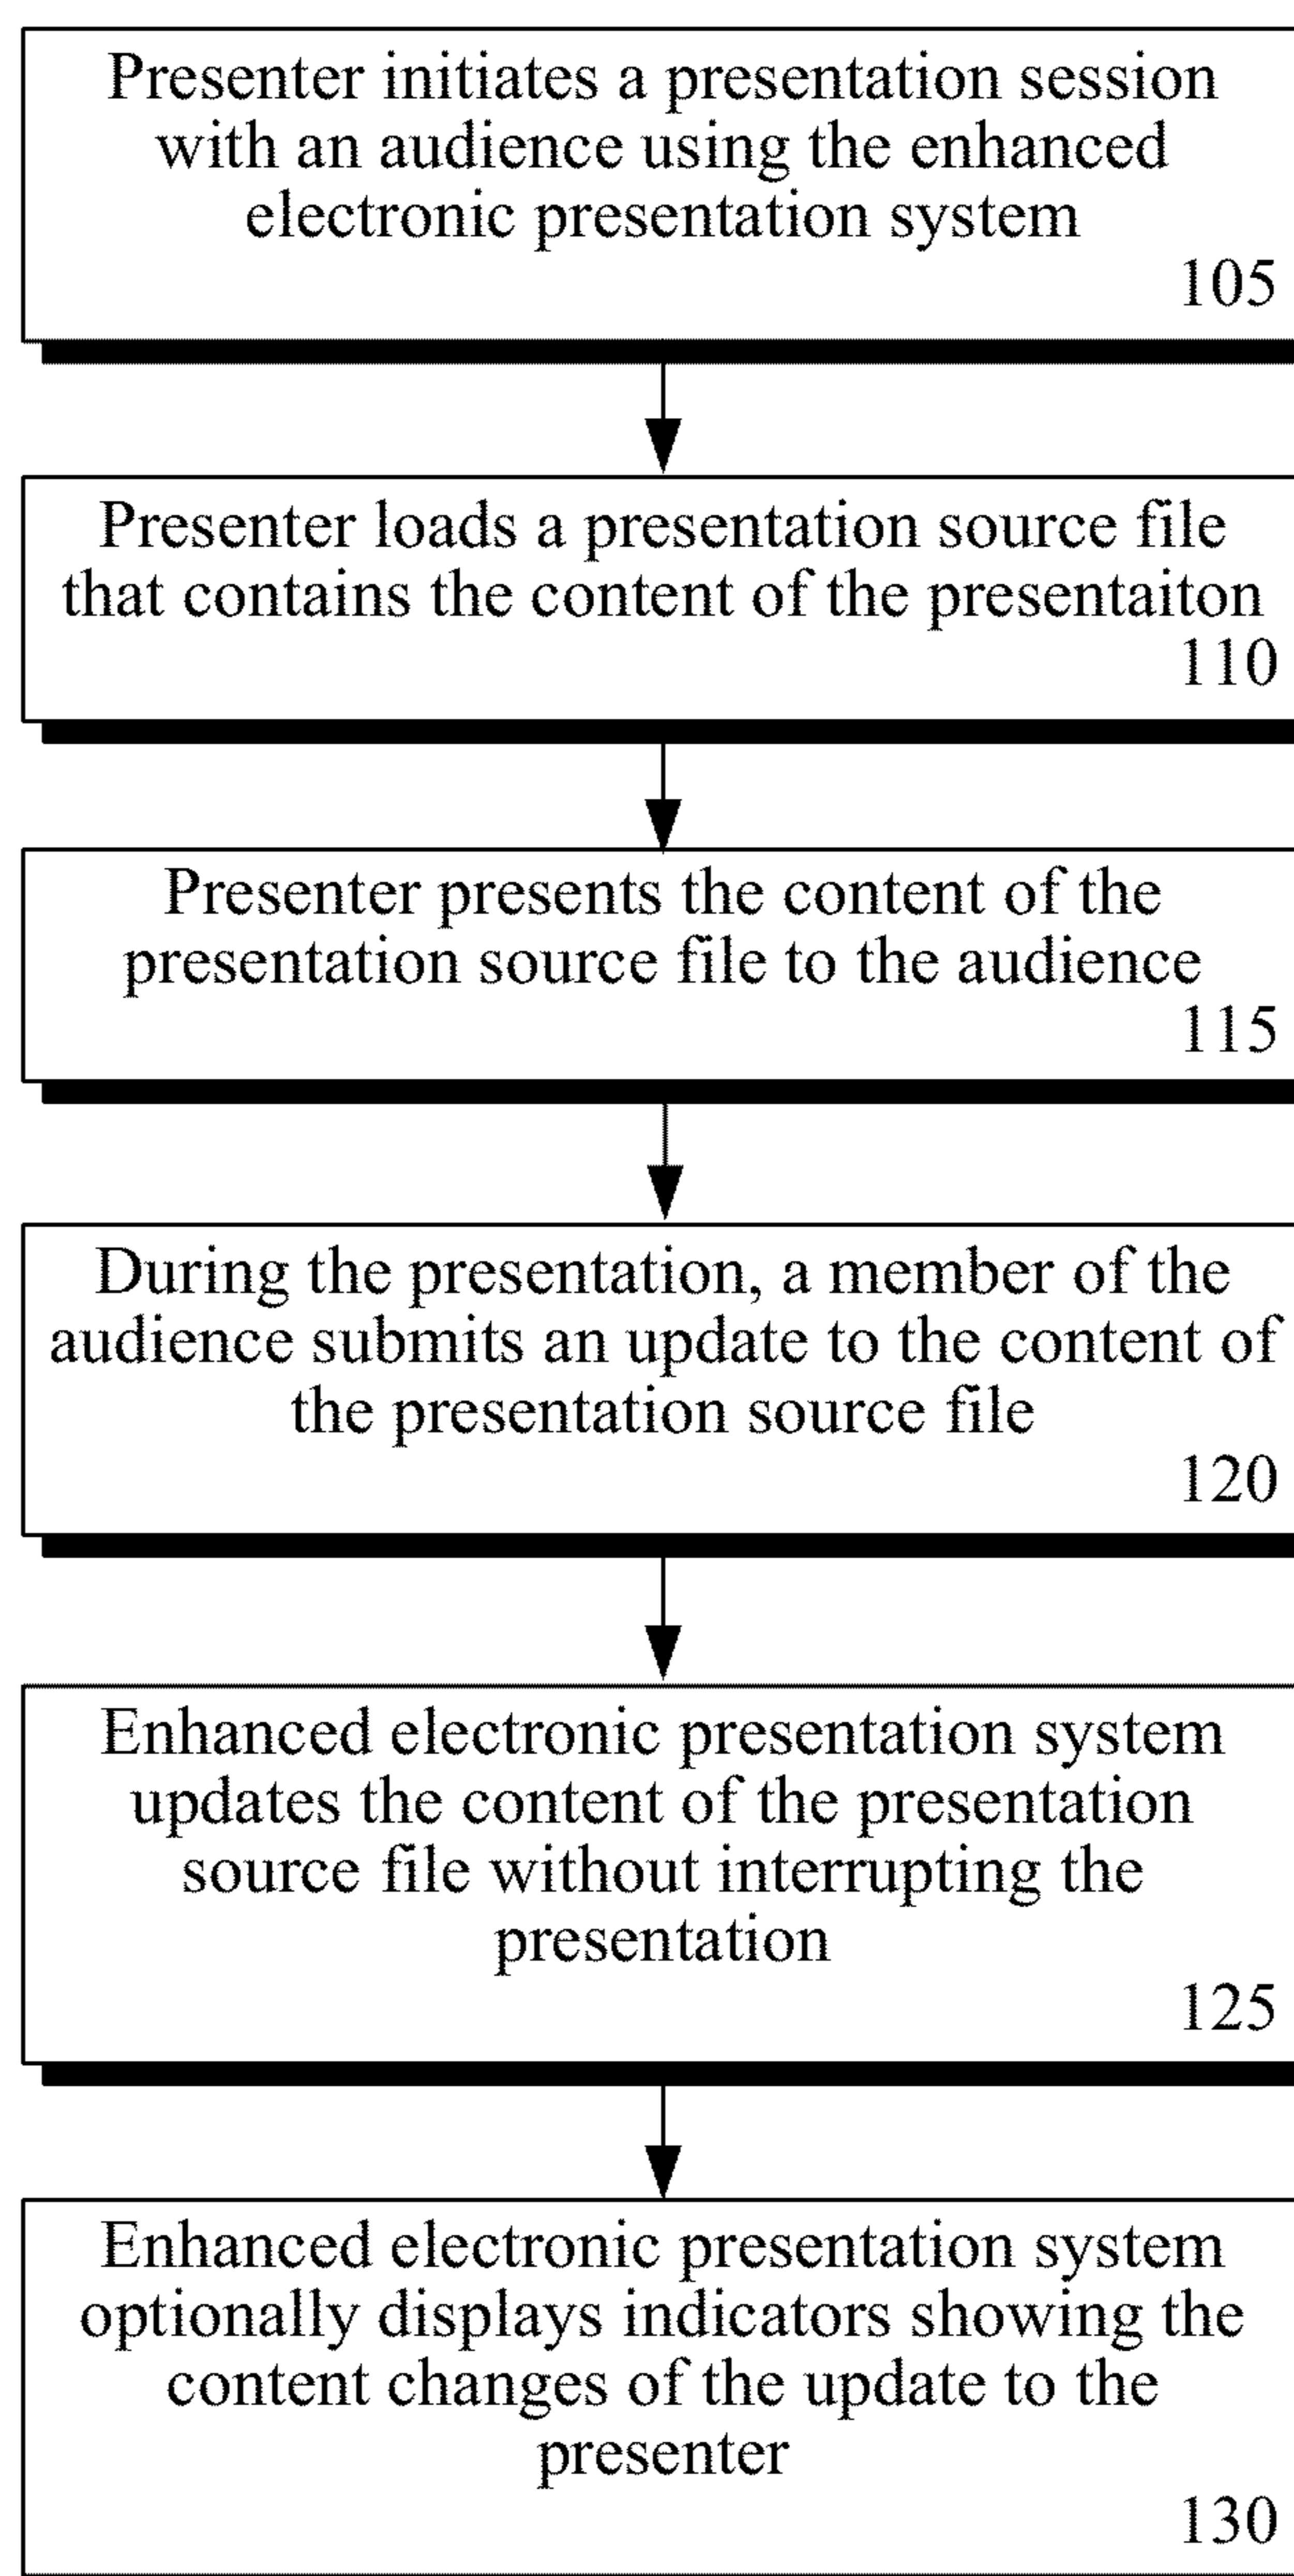 Presenter initiates a presentation session
with an audience using the enhanced
electronic presentation system
105
Presenter loads a presentation source file
that contains the content of the presentaiton
110
Presenter presents the content of the
presentation source file to the audience
115
During the presentation, a member of the
audience submits an update to the content of
the presentation source file
120
Enhanced electronic presentation system
updates the content of the presentation
source file without interrupting the
presentation
125
Enhanced electronic presentation system
optionally displays indicators showing the
content changes of the update to the
presenter
130